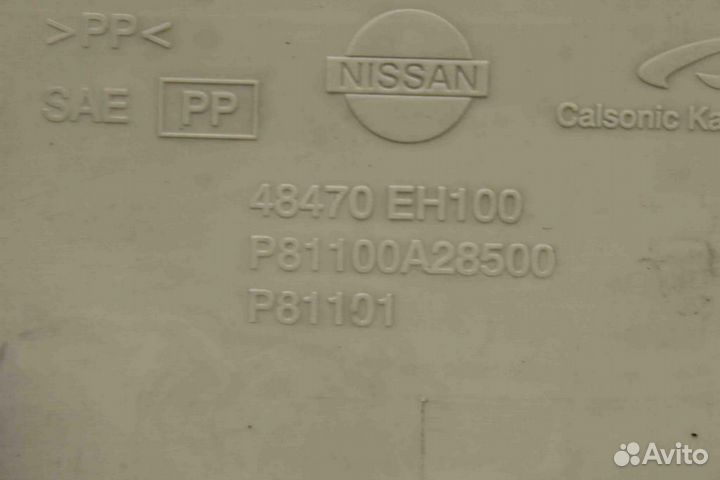 >PP<
NISSAN
SAE PP
Calsonic Ka
48470 EH100
P81100A28500
P81101
Avito